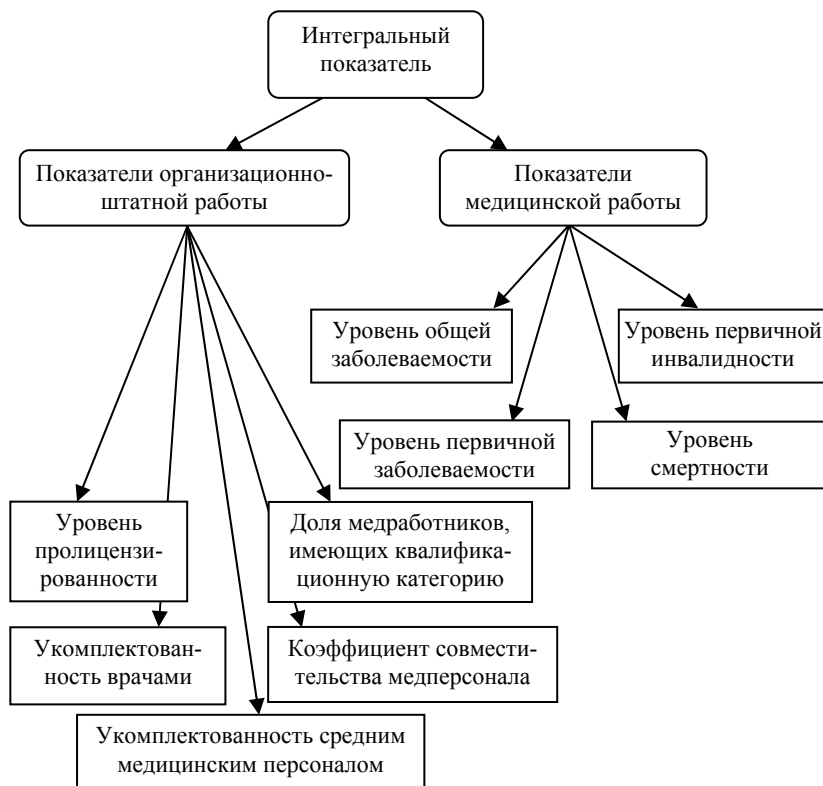 Интегральный
показатель
Показатели организационно-
штатной работы
Показатели
медицинской работы
Уровень общей
заболеваемости
Уровень первичной
инвалидности
Уровень первичной
заболеваемости
Уровень
смертности
Уровень
пролицензи-
рованности
Доля медработников,
имеющих квалифика-
ционную категорию
Укомплектован-
ность врачами
Коэффициент совмести-
тельства медперсонала
Укомплектованность средним
медицинским персоналом